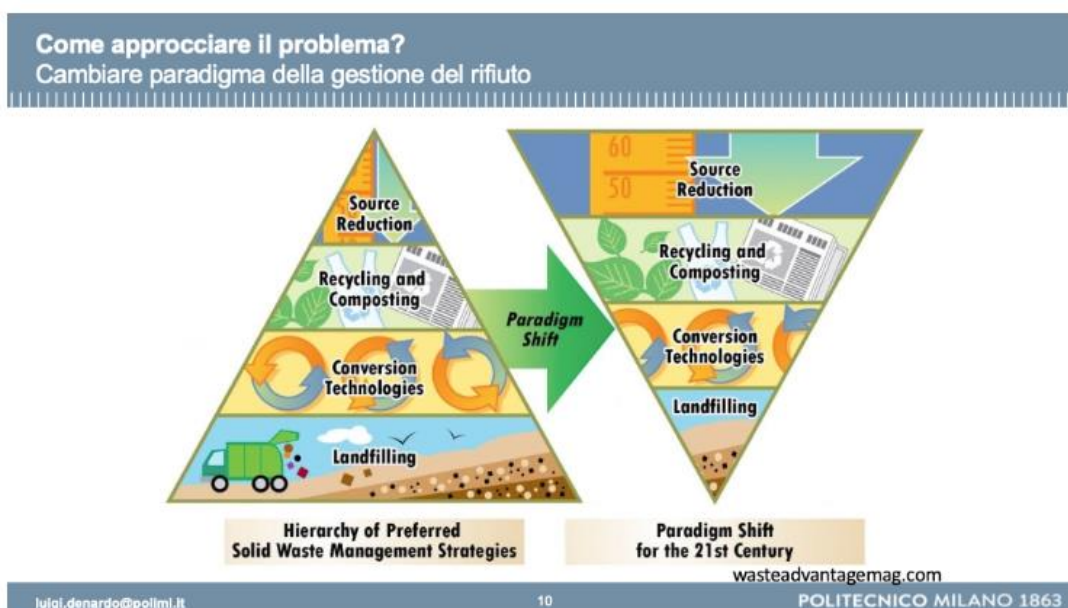 Come approcciare il problema?
Cambiare paradigma della gestione del rifiuto
Source
Reduction
Recycling and
Composting
Conversion
Technologies
Landfilling
Paradigm
Shift
60
50
Source
Reduction
Recycling and
Composting
Conversion
Technologies
Landfilling
Hierarchy of Preferred
Solid Waste Management Strategies
Paradigm Shift
for the 21st Century
wasteadvantagemag.com
luigi.denardo@polimi.it
10
POLITECNICO MILANO 1863